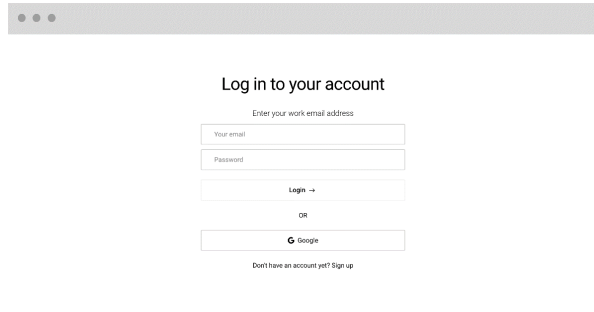 Log in to your account
Enter your work email address
Your email
Password
Login →
OR
Google
Don't have an account yet? Sign up